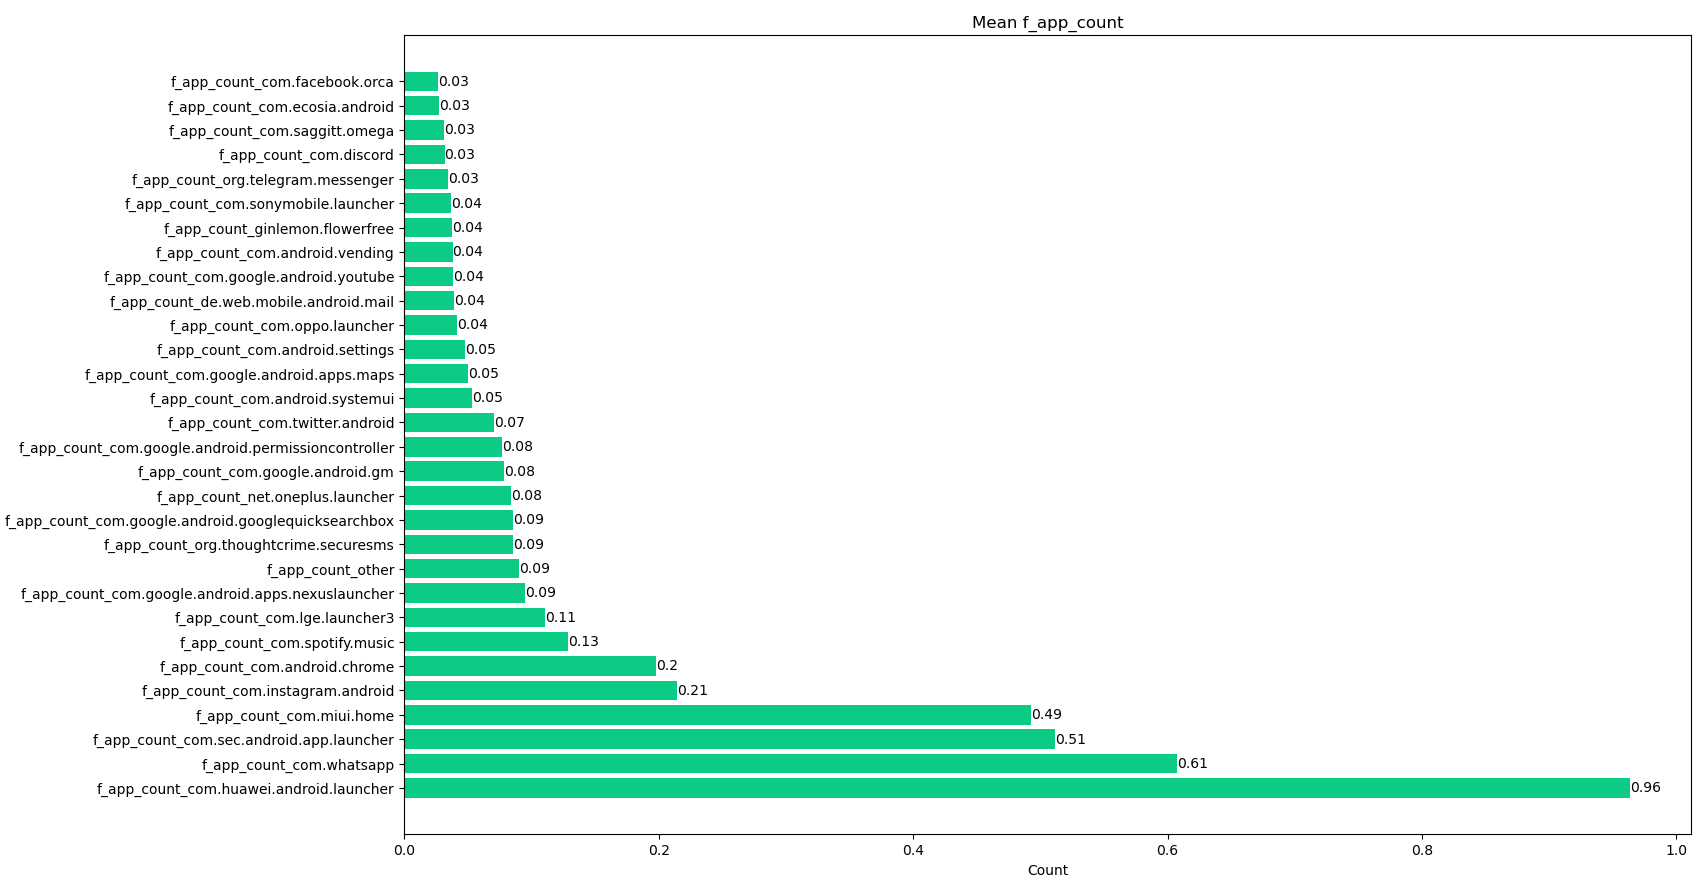 Mean f_app_count
f_app_count_com.facebook.orca 0.03
f_app_count_com.ecosia.android 0.03
f_app_count_com.saggitt.omega 0.03
f_app_count_com.discord 0.03
f_app_count_org.telegram.messenger 0.03
f_app_count_com.sonymobile.launcher 0.04
f_app_count_ginlemon.flowerfree 0.04
f_app_count_com.android.vending 0.04
f_app_count_com.google.android.youtube 0.04
f_app_count_de.web.mobile.android.mail 0.04
f_app_count_com.oppo.launcher 0.04
f_app_count_com.android.settings 0.05
f_app_count_com.google.android.apps.maps 0.05
f_app_count_com.android.systemui 0.05
f_app_count_com.twitter.android 0.07
f_app_count_com.google.android.permissioncontroller 0.08
f_app_count_com.google.android.gm 0.08
f_app_count_net.oneplus.launcher 0.08
f_app_count_com.google.android.googlequicksearchbox 0.09
f_app_count_org.thoughtcrime.securesms 0.09
f_app_count_other 0.09
f_app_count_com.google.android.apps.nexuslauncher 0.09
f_app_count_com.lge.launcher3 0.11
f_app_count_com.spotify.music 0.13
f_app_count_com.android.chrome 0.2
f_app_count_com.instagram.android 0.21
f_app_count_com.miui.home 0.49
f_app_count_com.sec.android.app.launcher 0.51
f_app_count_com.whatsapp 0.61
f_app_count_com.huawei.android.launcher 0.96
0.0 0.2 0.4 0.6 0.8 1.0
Count